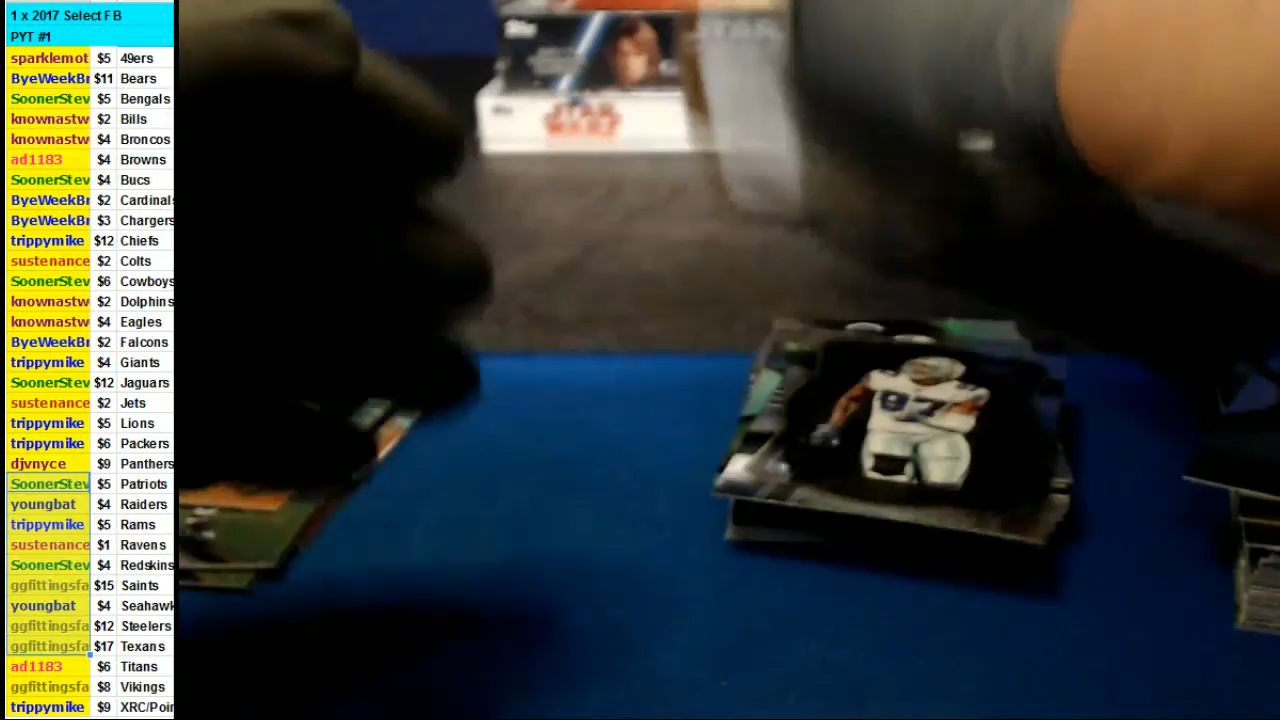 1 x 2017 Select F B
PYT #1
sparklemot $5 49ers
ByeWeekBr $11 Bears
SoonerStev $5 Bengals
knownastw $2 Bills
knownastw $4 Broncos
ad1183 $4 Browns
SoonerStev $4 Bucs
ByeWeekBr $2 Cardinals
ByeWeekBr $3 Chargers
trippymike $12 Chiefs
sustenance $2 Colts
SoonerStev $6 Cowboys
knownastw $2 Dolphins
knownastw $4 Eagles
ByeWeekBr $2 Falcons
trippymike $4 Giants
SoonerStev $12 Jaguars
sustenance $2 Jets
trippymike $5 Lions
trippymike $6 Packers
djvnyce $9 Panthers
SoonerStev $5 Patriots
youngbat $4 Raiders
trippymike $5 Rams
sustenance $1 Ravens
SoonerStev $4 Redskins
ggfittingsfa $15 Saints
youngbat $4 Seahawk
ggfittingsfa $12 Steelers
ggfittingsfa $17 Texans
ad1183 $6 Titans
ggfittingsfa $8 Vikings
trippymike $9 XRC/Poin
STAR
WARS
97